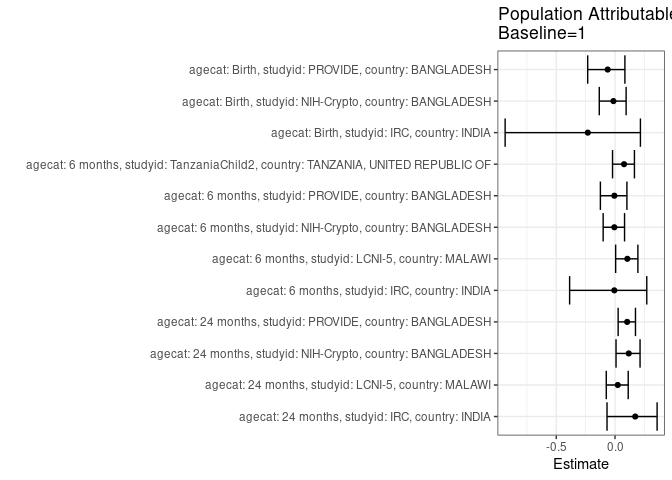 Population Attributable
Baseline=1
agecat: Birth, studyid: PROVIDE, country: BANGLADESH
agecat: Birth, studyid: NIH-Crypto, country: BANGLADESH
agecat: Birth, studyid: IRC, country: INDIA
agecat: 6 months, studyid: TanzaniaChild2, country: TANZANIA, UNITED REPUBLIC OF
agecat: 6 months, studyid: PROVIDE, country: BANGLADESH
agecat: 6 months, studyid: NIH-Crypto, country: BANGLADESH
agecat: 6 months, studyid: LCNI-5, country: MALAWI
agecat: 6 months, studyid: IRC, country: INDIA
agecat: 24 months, studyid: PROVIDE, country: BANGLADESH
agecat: 24 months, studyid: NIH-Crypto, country: BANGLADESH
agecat: 24 months, studyid: LCNI-5, country: MALAWI
agecat: 24 months, studyid: IRC, country: INDIA
-0.5 0.0
Estimate